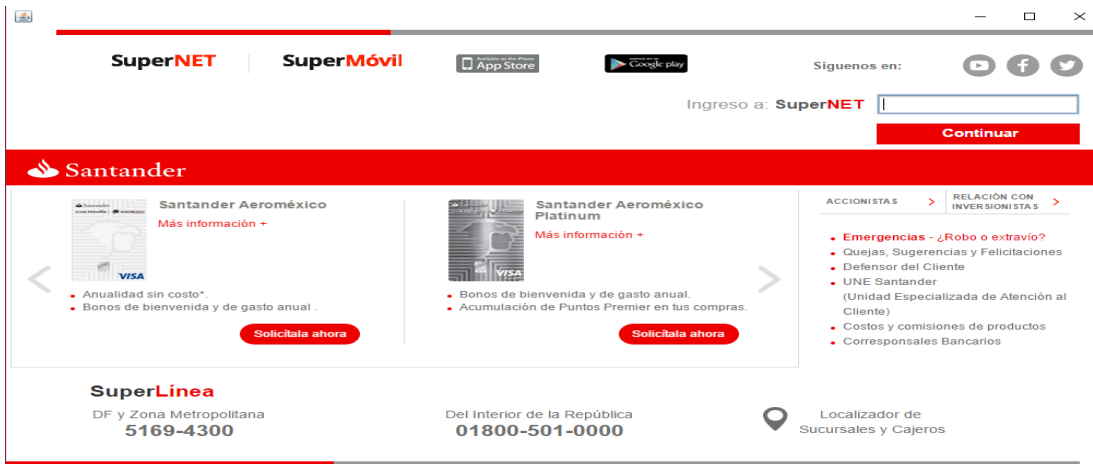 SuperNET
SuperMóvil
App Store
Google play
Siguenos en:
Ingreso a: SuperNET
Continuar
Santander
Santander Aeroméxico
Más información +
VISA
Anualidad sin costo*.
Bonos de bienvenida y de gasto anual .
Solicítala ahora
Santander Aeroméxico
Platinum
Más información +
VISA
Bonos de bienvenida y de gasto anual.
Acumulación de Puntos Premier en tus compras.
Solicítala ahora
ACCIONISTAS >
RELACIÓN CON
INVERSIONISTAS >
Emergencias - ¿Robo o extravío?
Quejas, Sugerencias y Felicitaciones
Defensor del Cliente
UNE Santander
(Unidad Especializada de Atención al
Cliente)
Costos y comisiones de productos
Corresponsales Bancarios
SuperLínea
DF y Zona Metropolitana
5169-4300
Del Interior de la República
01800-501-0000
Localizador de
Sucursales y Cajeros